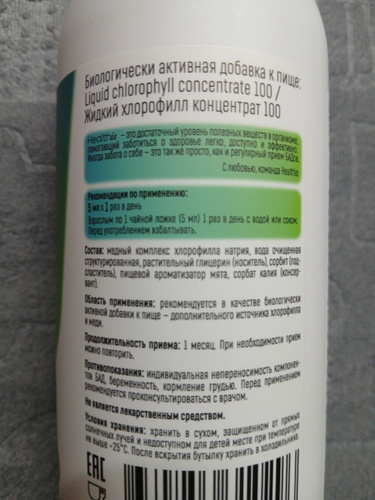 Биологически активная добавка к пище:
Liquid chlorophyll concentrate 100 /
Жидкий хлорофилл концентрат 100
- это достаточный уровень полезных веществ в организме,
помогающий заботиться о здоровье легко, доступно и эффективно.
Иногда забота о себе – это так же просто, как и регулярный прием БАДов.
С любовью, команда
Рекомендации по применению:
5 мл х 1 раз в день
Взрослым по 1 чайной ложке (5 мл) 1 раз в день с водой или соком.
Перед употреблением взбалтывать.
Состав: медный комплекс хлорофилла натрия, вода очищенная
структурированная, растительный глицерин (носитель), сорбит (под-
сластитель), пищевой ароматизатор мята, сорбат калия (консер-
вант).
Область применения: рекомендуется в качестве биологически
активной добавки к пище – дополнительного источника хлорофилла
и меди.
Продолжительность приема: 1 месяц. При необходимости прием
можно повторить.
Противопоказания: индивидуальная непереносимость компонен-
тов БАД, беременность, кормление грудью. Перед применением
рекомендуется проконсультироваться с врачом.
Не является лекарственным средством.
Условия хранения: хранить в сухом, защищенном от прямых
солнечных лучей и недоступном для детей месте при температуре
не выше +25°С. После вскрытия бутылку хранить в холодильнике.
EAC